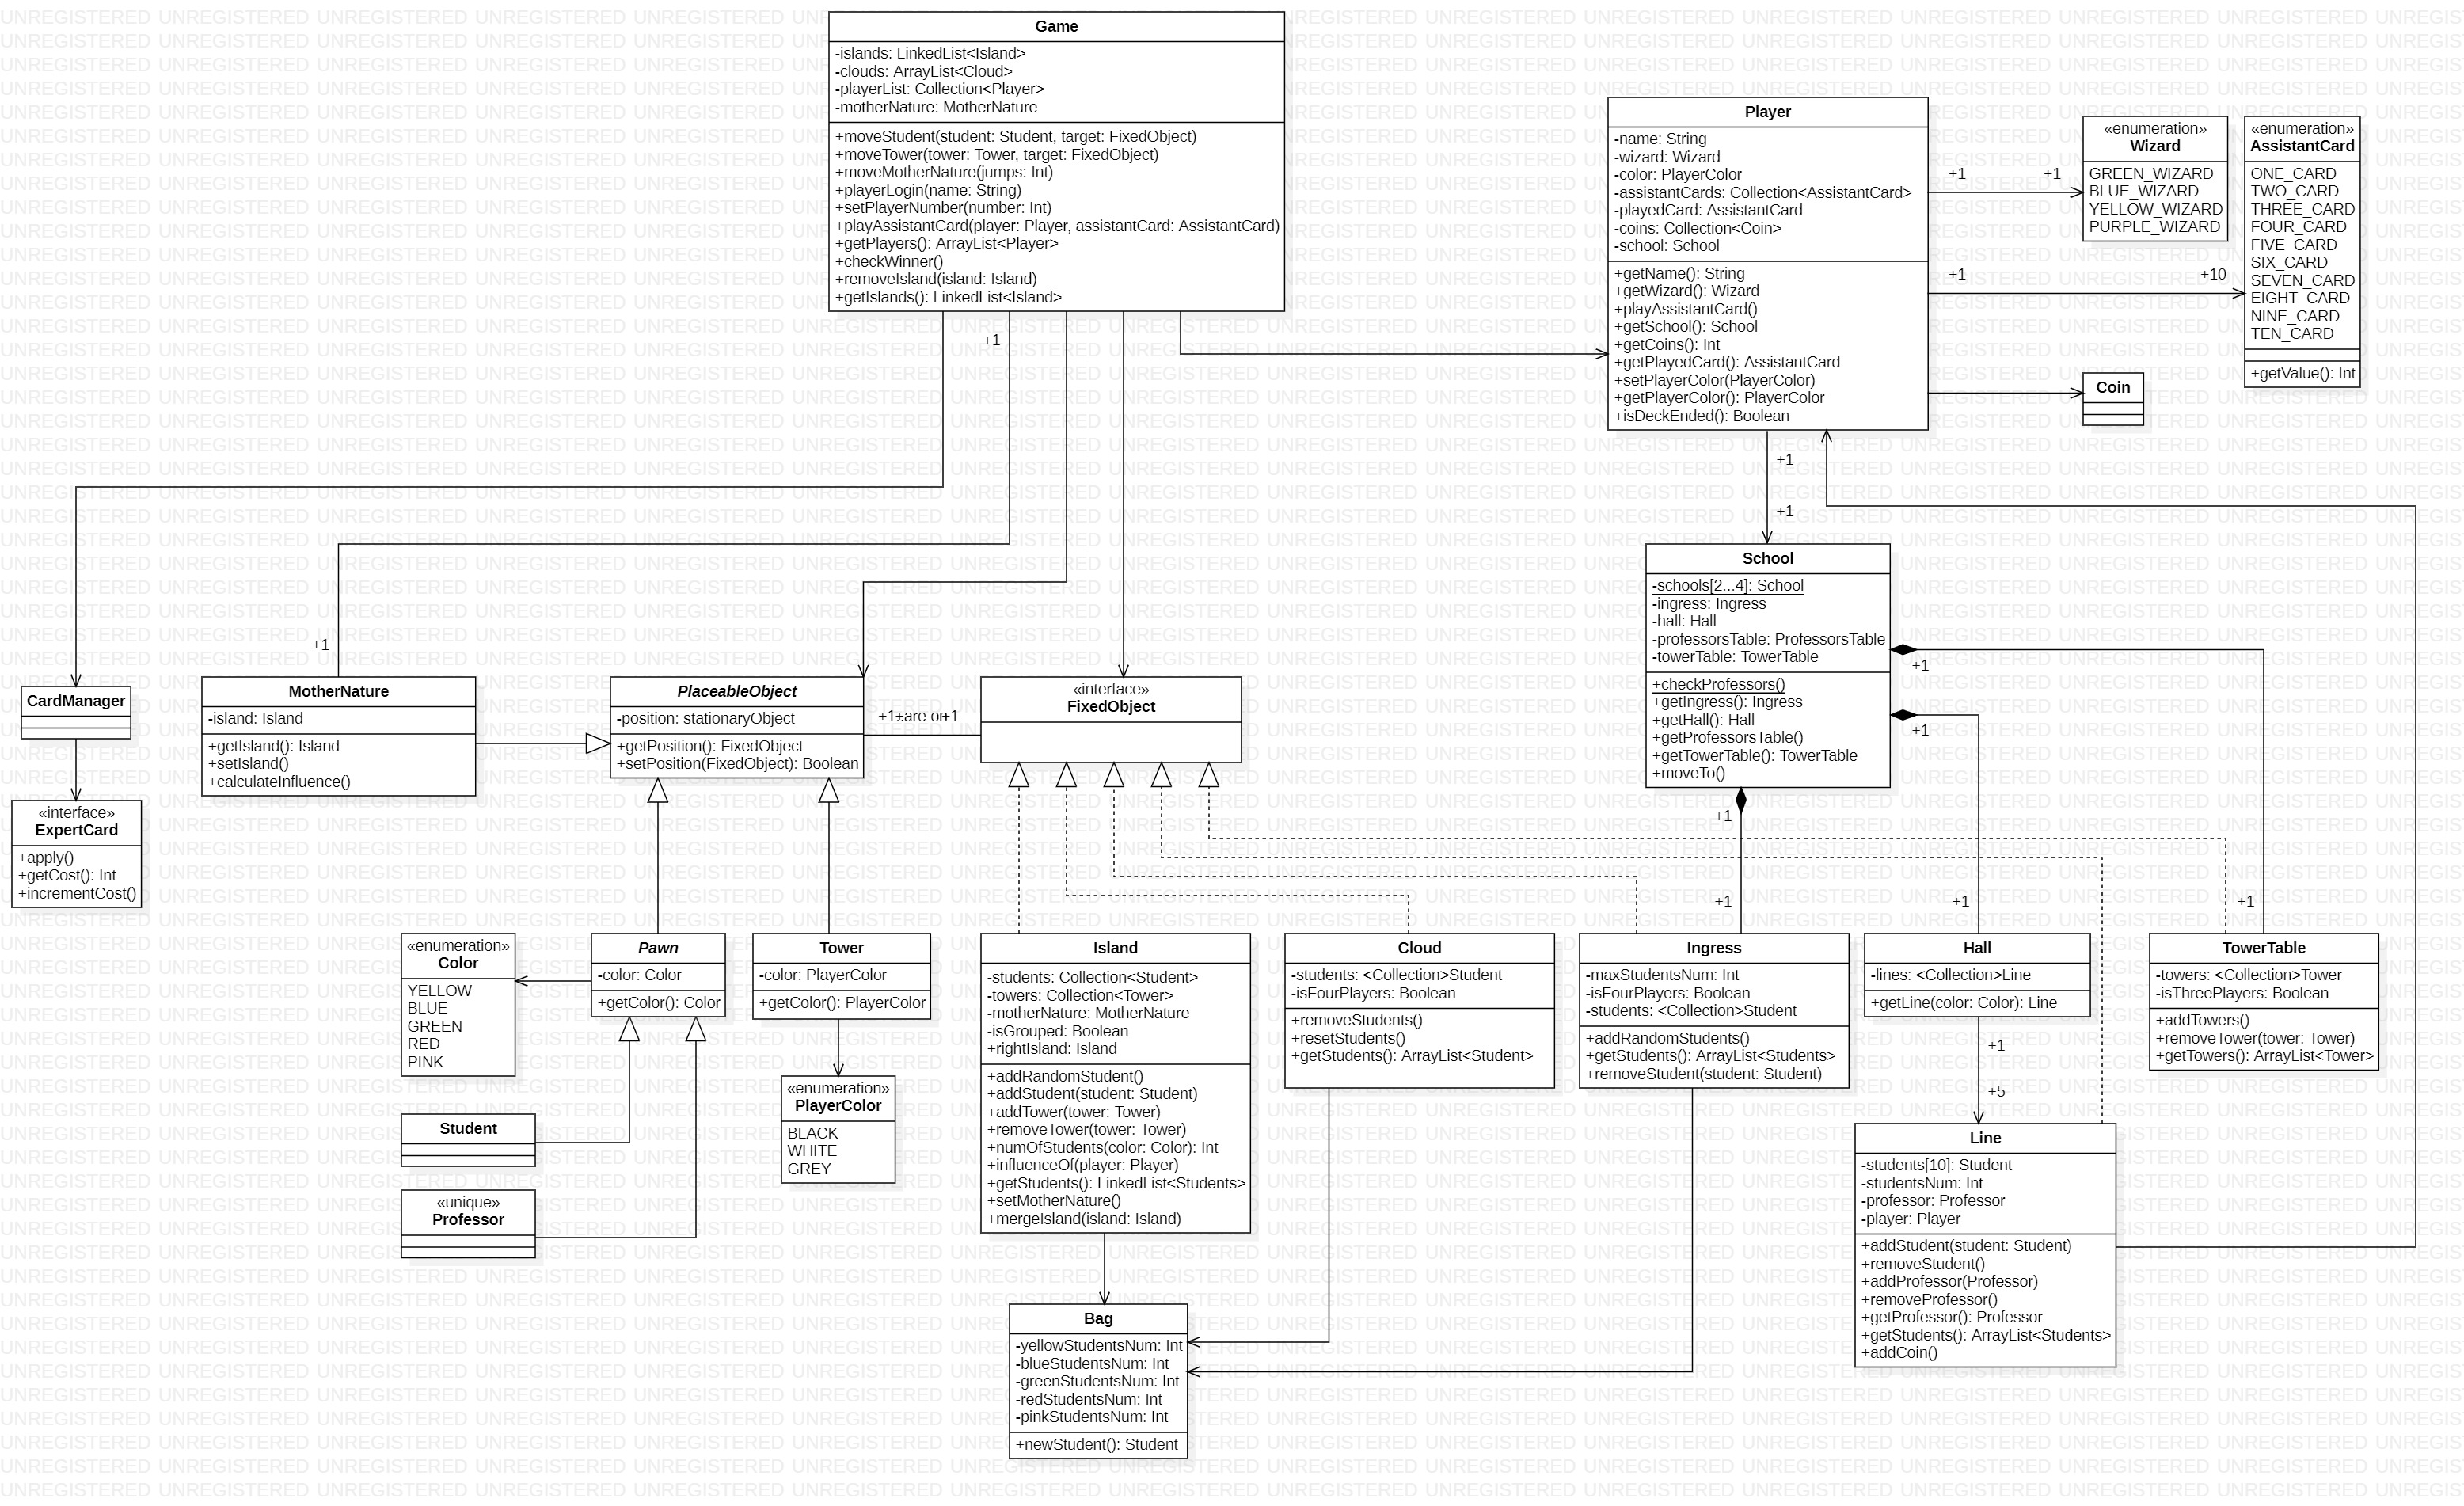 Game
-islands: LinkedList<Island>
-clouds: ArrayList<Cloud>
-playerList: Collection<Player>
-motherNature: MotherNature
+moveStudent(student: Student, target: FixedObject)
+moveTower(tower: Tower, target: FixedObject)
+moveMotherNature(jumps: Int)
+playerLogin(name: String)
+setPlayerNumber(number: Int)
+playAssistantCard(player: Player, assistantCard: AssistantCard)
+getPlayers(): ArrayList<Player>
+checkWinner()
+removeIsland(island: Island)
+getIslands(): LinkedList<Island>
+1
+1
Player
-name: String
-wizard: Wizard
-color: PlayerColor
-assistantCards: Collection<AssistantCard>
-playedCard: AssistantCard
-coins: Collection<Coin>
-school: School
+getName(): String
+getWizard(): Wizard
+playAssistantCard()
+getSchool(): School
+getCoins(): Int
+getPlayedCard(): AssistantCard
+setPlayerColor(PlayerColor)
+getPlayerColor(): PlayerColor
+isDeckEnded(): Boolean
+1
+1
+1
+10
«enumeration»
Wizard
GREEN_WIZARD
BLUE_WIZARD
YELLOW_WIZARD
PURPLE_WIZARD
«enumeration»
AssistantCard
ONE_CARD
TWO_CARD
THREE_CARD
FOUR_CARD
FIVE_CARD
SIX_CARD
SEVEN_CARD
EIGHT_CARD
NINE_CARD
TEN_CARD
+getValue(): Int
Coin
+1
+1
School
-schools[2...4]: School
-ingress: Ingress
-hall: Hall
-professorsTable: ProfessorsTable
-towerTable: TowerTable
+checkProfessors()
+getIngress(): Ingress
+getHall(): Hall
+getProfessorsTable()
+getTowerTable(): TowerTable
+moveTo()
+1
+1
+1
+1
+1
+1
CardManager
«interface»
ExpertCard
+apply()
+getCost(): Int
+incrementCost()
MotherNature
-island: Island
+getIsland(): Island
+setIsland()
+calculateInfluence()
PlaceableObject
-position: stationaryObject
+getPosition(): FixedObject
+setPosition(FixedObject): Boolean
+1..
+are on
+1
«interface»
FixedObject
«enumeration»
Color
YELLOW
BLUE
GREEN
RED
PINK
Pawn
-color: Color
+getColor(): Color
Tower
-color: PlayerColor
+getColor(): PlayerColor
«enumeration»
PlayerColor
BLACK
WHITE
GREY
Student
«unique»
Professor
Island
-students: Collection<Student>
-towers: Collection<Tower>
-motherNature: MotherNature
-isGrouped: Boolean
+rightIsland: Island
+addRandomStudent()
+addStudent(student: Student)
+addTower(tower: Tower)
+removeTower(tower: Tower)
+numOfStudents(color: Color): Int
+influenceOf(player: Player)
+getStudents(): LinkedList<Students>
+setMotherNature()
+mergeIsland(island: Island)
Cloud
-students: <Collection>Student
-isFourPlayers: Boolean
+removeStudents()
+resetStudents()
+getStudents(): ArrayList<Student>
Ingress
-maxStudentsNum: Int
-isFourPlayers: Boolean
-students: <Collection>Student
+addRandomStudents()
+getStudents(): ArrayList<Students>
+removeStudent(student: Student)
Hall
-lines: <Collection>Line
+getLine(color: Color): Line
+1
+5
TowerTable
-towers: <Collection>Tower
-isThreePlayers: Boolean
+addTowers()
+removeTower(tower: Tower)
+getTowers(): ArrayList<Tower>
Line
-students[10]: Student
-studentsNum: Int
-professor: Professor
-player: Player
+addStudent(student: Student)
+removeStudent()
+addProfessor(Professor)
+removeProfessor()
+getProfessor(): Professor
+getStudents(): ArrayList<Students>
+addCoin()
Bag
-yellowStudentsNum: Int
-blueStudentsNum: Int
-greenStudentsNum: Int
-redStudentsNum: Int
-pinkStudentsNum: Int
+newStudent(): Student
UNREGISTERED